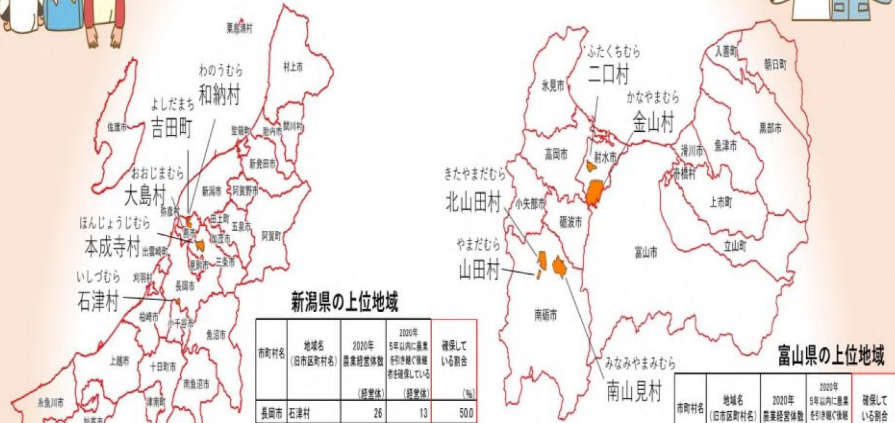 粟島浦村
村上市
わのうむら
和納村
よしだまち
吉田町
佐渡市
聖籠町
胎内市
関川村
新発田市
おおじまむら
大島村
新潟市
阿賀野市
弥彦村
燕市
田上町
五泉市
加茂市
阿賀町
ほんじょうじむら
本成寺村
出雲崎町
見附市
三条市
いしづむら
石津村
刈羽村
長岡市
柏崎市
小千谷市
魚沼市
上越市
十日町市
南魚沼市
糸魚川市
津南町
妙高市
新潟県の上位地域
市町村名
地域名
(旧市区町村名)
2020年
農業経営体数
(経営体)
2020年
5年以内に農業
を引き継ぐ後継
者を確保している
(経営体)
確保して
いる割合
(%)
長岡市 石津村 26 13 50.0
ふたくちむら
二口村
かなやまむら
金山村
氷見市
入善町
朝日町
黒部市
高岡市
射水市
滑川市
魚津市
舟橋村
上市町
きたやまだむら
北山田村
小矢部市
砺波市
富山市
立山町
やまだむら
山田村
南砺市
みなみやまみむら
南山見村
富山県の上位地域
市町村名
地域名
(旧市区町村名)
2020年
農業経営体数
2020年
5年以内に農業
を引き継ぐ後継
確保して
いる割合